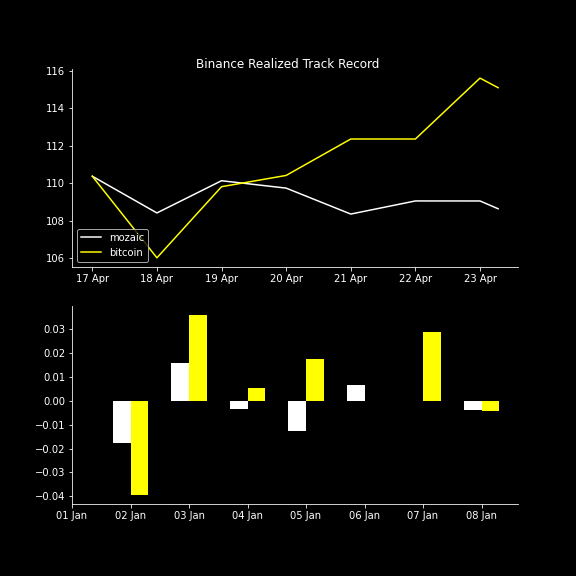 Binance Realized Track Record
116
114
112
110
108
106
mozaic
bitcoin
17 Apr 18 Apr 19 Apr 20 Apr 21 Apr 22 Apr 23 Apr
0.03
0.02
0.01
0.00
−0.01
−0.02
−0.03
−0.04
01 Jan 02 Jan 03 Jan 04 Jan 05 Jan 06 Jan 07 Jan 08 Jan